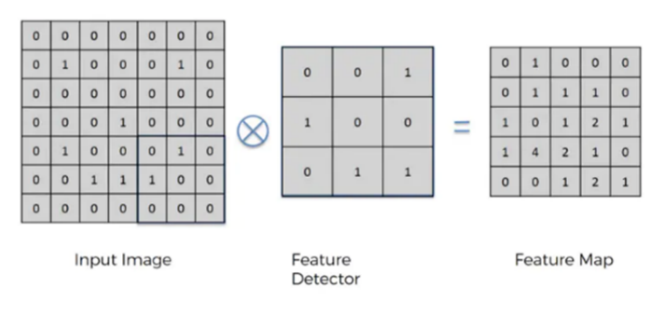 0 0 0 0 0 0 0
0 1 0 0 0 1 0
0 0 0 0 0 0 0
0 0 0 1 0 0 0
0 1 0 0 0 1 0
0 0 1 1 1 0 0
0 0 0 0 0 0 0
0 0 1
1 0 0
0 1 1
=
0 1 0 0 0
0 1 1 1 0
1 0 1 2 1
1 4 2 1 0
0 0 1 2 1
Input Image
Feature
Detector
Feature Map